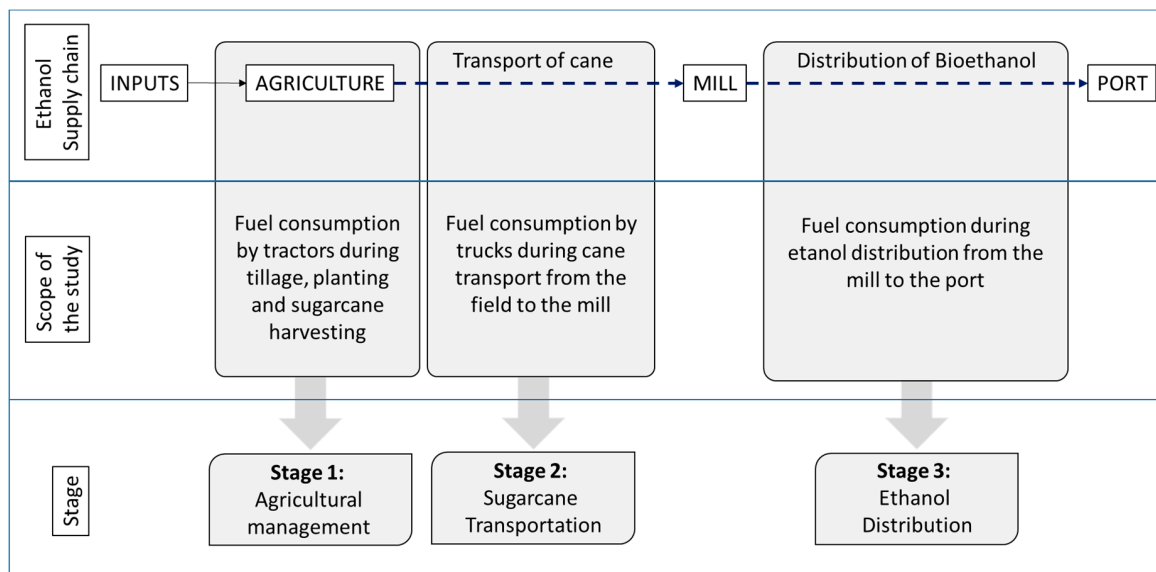 Ethanol
Supply chain
INPUTS
AGRICULTURE
Transport of cane
MILL
Distribution of Bioethanol
PORT
Scope of
the study
Fuel consumption
by tractors during
tillage, planting
and sugarcane
harvesting
Fuel consumption by
trucks during cane
transport from the
field to the mill
Fuel consumption during
etanol distribution from the
mill to the port
Stage
Stage 1:
Agricultural
management
Stage 2:
Sugarcane
Transportation
Stage 3:
Ethanol
Distribution